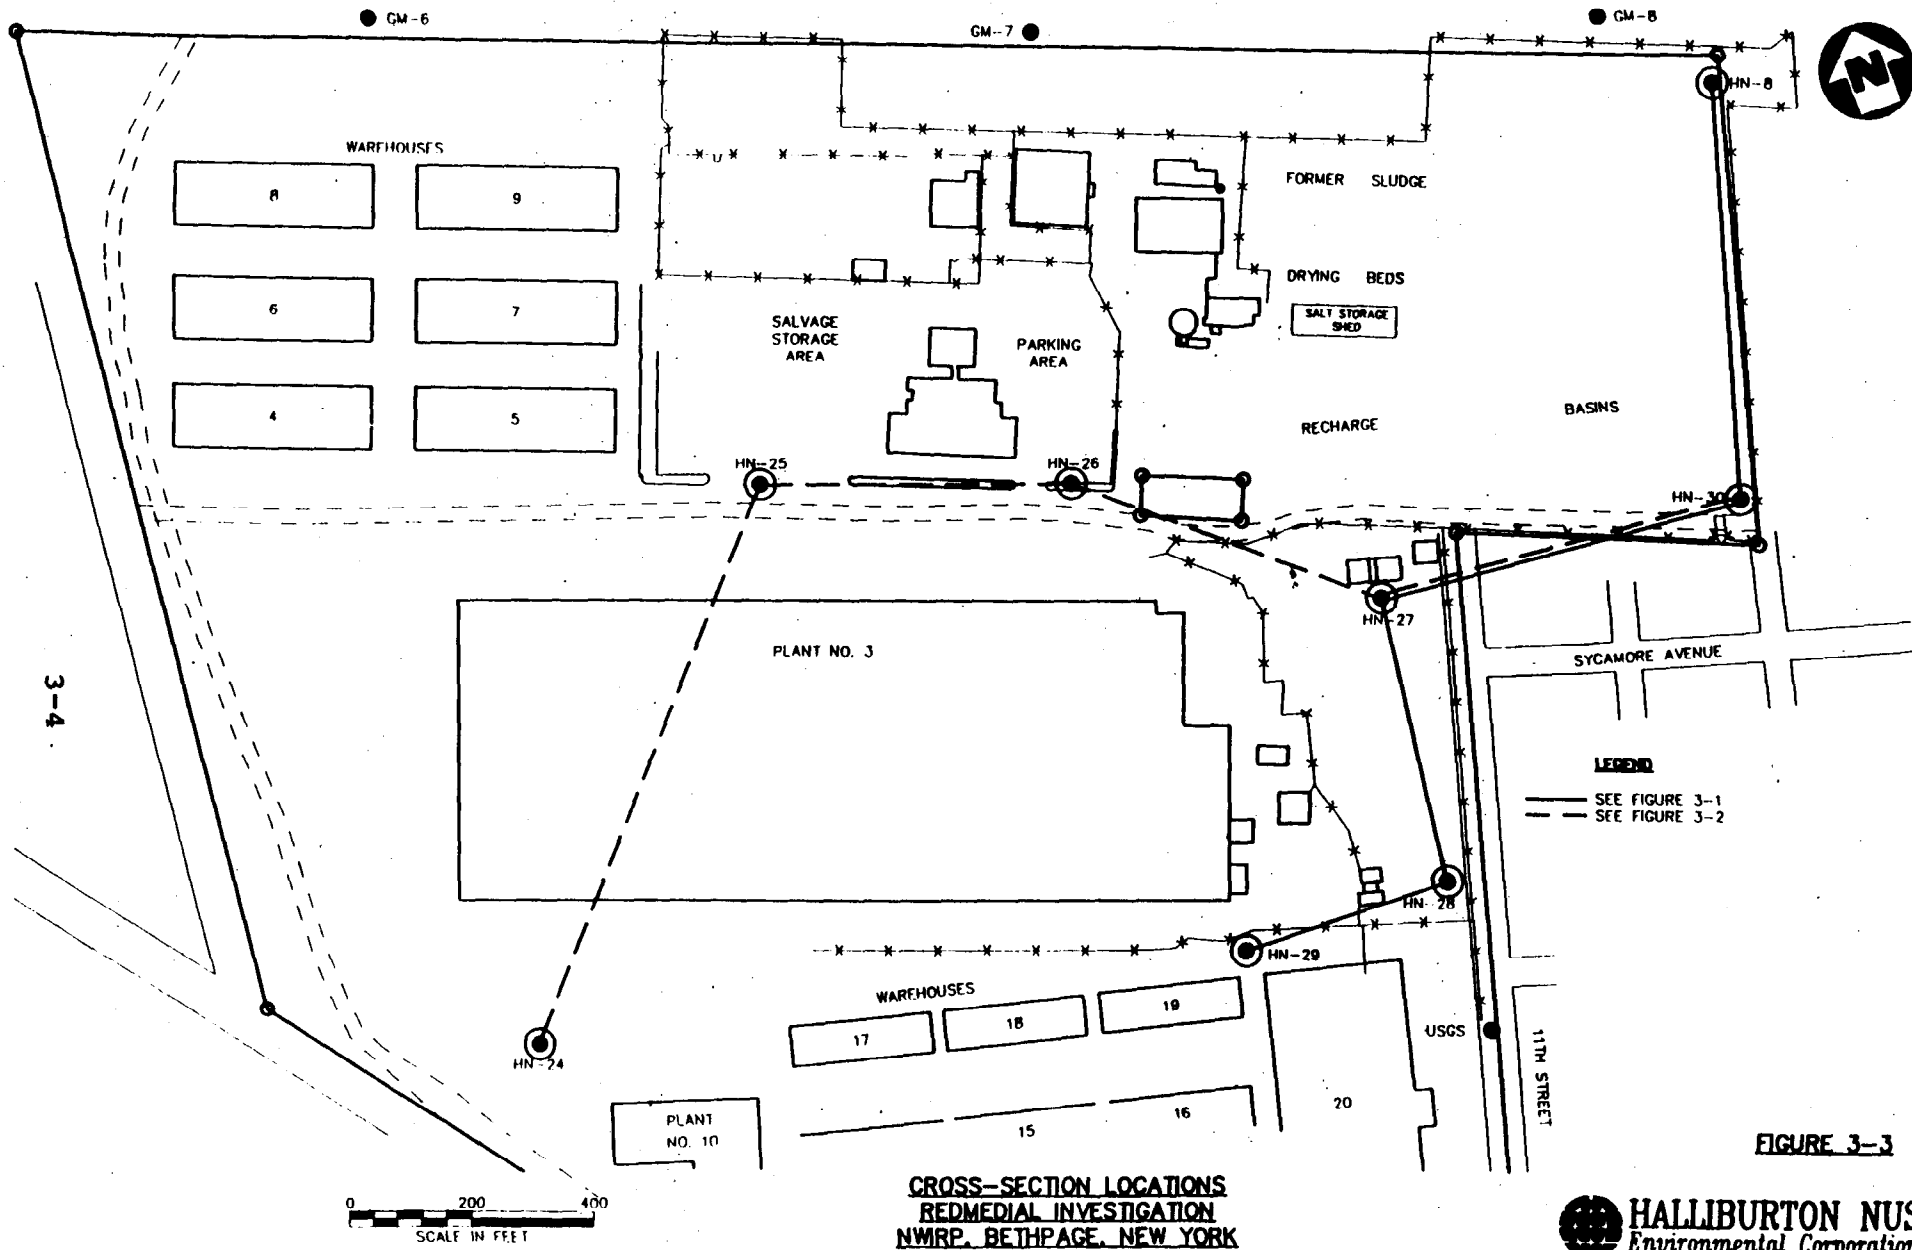 GM-6
GM-7
GM-8
N
HN-8
WAREHOUSES
8
9
FORMER SLUDGE
6
7
DRYING BEDS
SALT STORAGE
SHED
SALVAGE
STORAGE
AREA
PARKING
AREA
4
5
RECHARGE
BASINS
HN-25
HN-26
HN-30
HN-27
PLANT NO. 3
SYCAMORE AVENUE
3-4
LEGEND
SEE FIGURE 3-1
SEE FIGURE 3-2
HN-28
HN-29
WAREHOUSES
17
18
19
USGS
11TH STREET
HN-24
PLANT
NO. 10
15
16
20
FIGURE 3-3
0 200 400
SCALE IN FEET
CROSS-SECTION LOCATIONS
REDMEDIAL INVESTIGATION
NWIRP, BETHPAGE, NEW YORK
HALLIBURTON NUS
Environmental Corporation